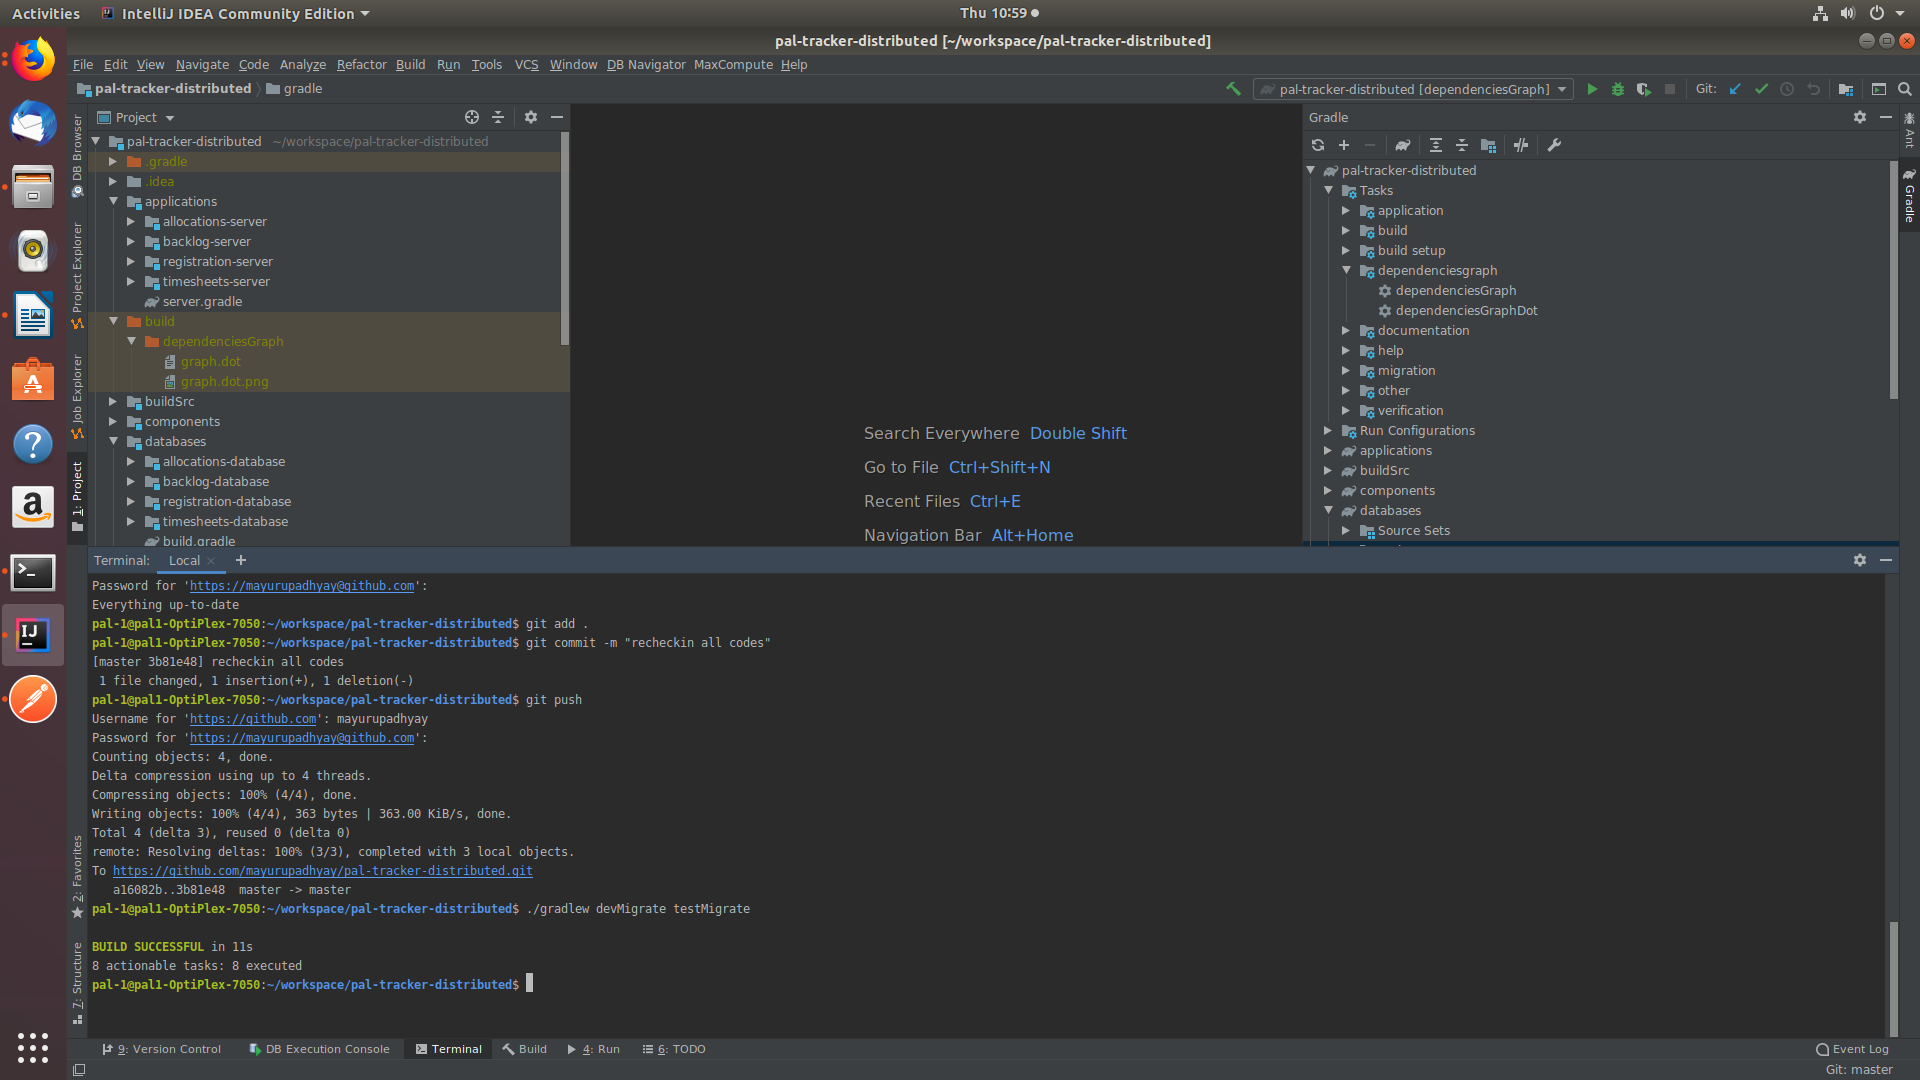 Activities
IntelliJ IDEA Community Edition
Thu 10:59
pal-tracker-distributed [~/workspace/pal-tracker-distributed]
File Edit View Navigate Code Analyze Refactor Build Run Tools VCS Window DB Navigator MaxCompute Help
pal-tracker-distributed gradle
pal-tracker-distributed [dependenciesGraph]
Git:
DB Browser
Project Explorer
Job Explorer
1: Project
2: Favorites
7: Structure
Project
pal-tracker-distributed ~/workspace/pal-tracker-distributed
.gradle
.idea
applications
allocations-server
backlog-server
registration-server
timesheets-server
server.gradle
build
dependenciesGraph
graph.dot
graph.dot.png
buildSrc
components
databases
allocations-database
backlog-database
registration-database
timesheets-database
build.gradle
Search Everywhere Double Shift
Go to File Ctrl+Shift+N
Recent Files Ctrl+E
Navigation Bar Alt+Home
Gradle
pal-tracker-distributed
Tasks
application
build
build setup
dependenciesgraph
dependenciesGraph
dependenciesGraphDot
documentation
help
migration
other
verification
Run Configurations
applications
buildSrc
components
databases
Source Sets
Ant
Gradle
Terminal: Local
Password for 'https://mayurupadhyay@github.com':
Everything up-to-date
pal-1@pal1-OptiPlex-7050:~/workspace/pal-tracker-distributed$ git add .
pal-1@pal1-OptiPlex-7050:~/workspace/pal-tracker-distributed$ git commit -m "recheckin all codes"
[master 3b81e48] recheckin all codes
1 file changed, 1 insertion(+), 1 deletion(-)
pal-1@pal1-OptiPlex-7050:~/workspace/pal-tracker-distributed$ git push
Username for 'https://github.com': mayurupadhyay
Password for 'https://mayurupadhyay@github.com':
Counting objects: 4, done.
Delta compression using up to 4 threads.
Compressing objects: 100% (4/4), done.
Writing objects: 100% (4/4), 363 bytes | 363.00 KiB/s, done.
Total 4 (delta 3), reused 0 (delta 0)
remote: Resolving deltas: 100% (3/3), completed with 3 local objects.
To https://github.com/mayurupadhyay/pal-tracker-distributed.git
a16082b..3b81e48 master -> master
pal-1@pal1-OptiPlex-7050:~/workspace/pal-tracker-distributed$ ./gradlew devMigrate testMigrate
BUILD SUCCESSFUL in 11s
8 actionable tasks: 8 executed
pal-1@pal1-OptiPlex-7050:~/workspace/pal-tracker-distributed$
9: Version Control
DB Execution Console
Terminal
Build
4: Run
6: TODO
Event Log
Git: master